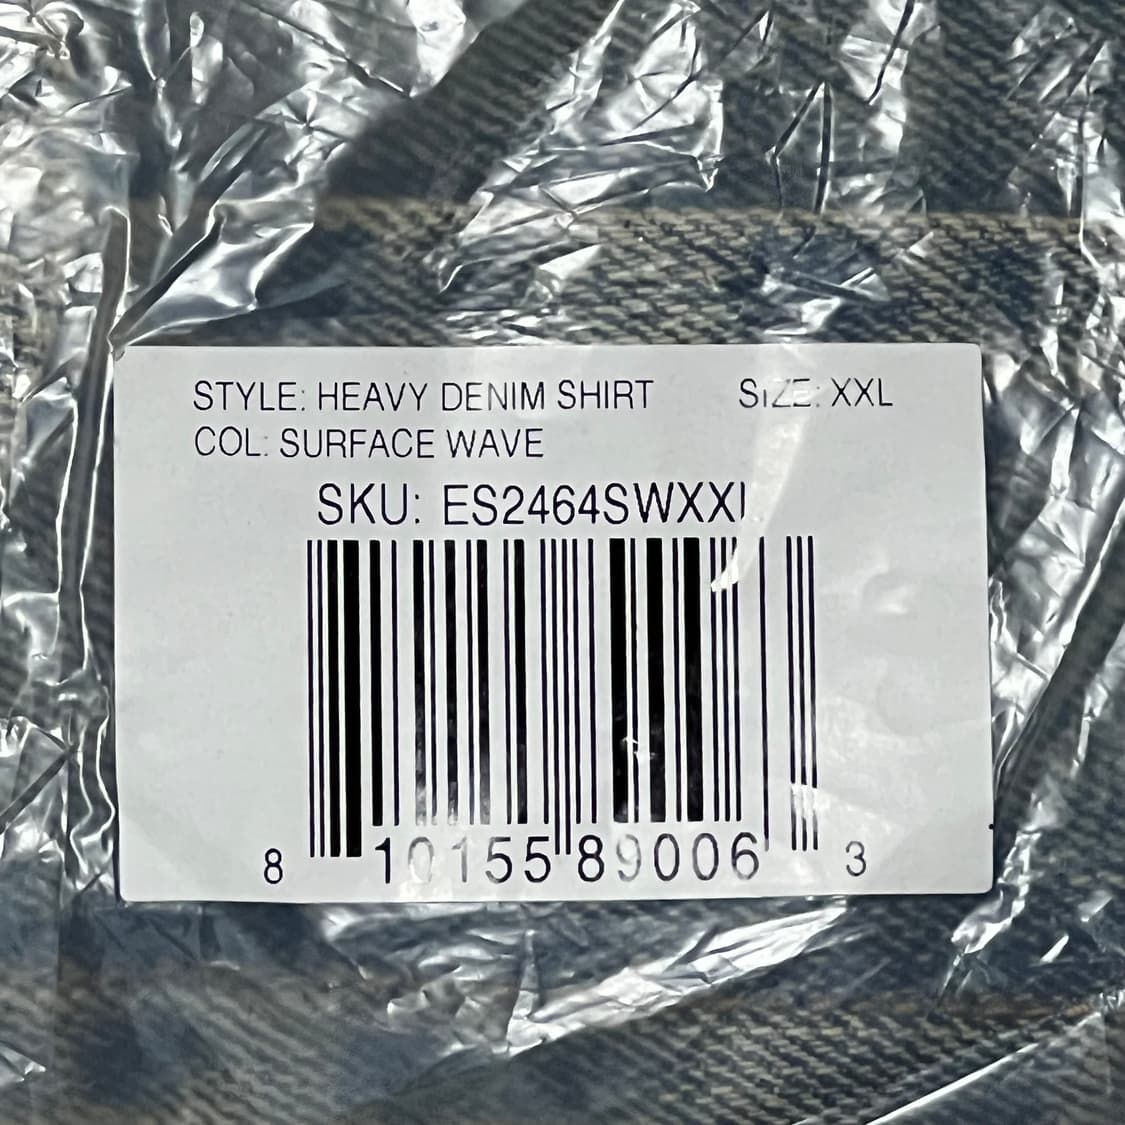 STYLE: HEAVY DENIM SHIRT SIZE: XXL
COL: SURFACE WAVE
SKU: ES2464SWXXL
8 10155 89006 3